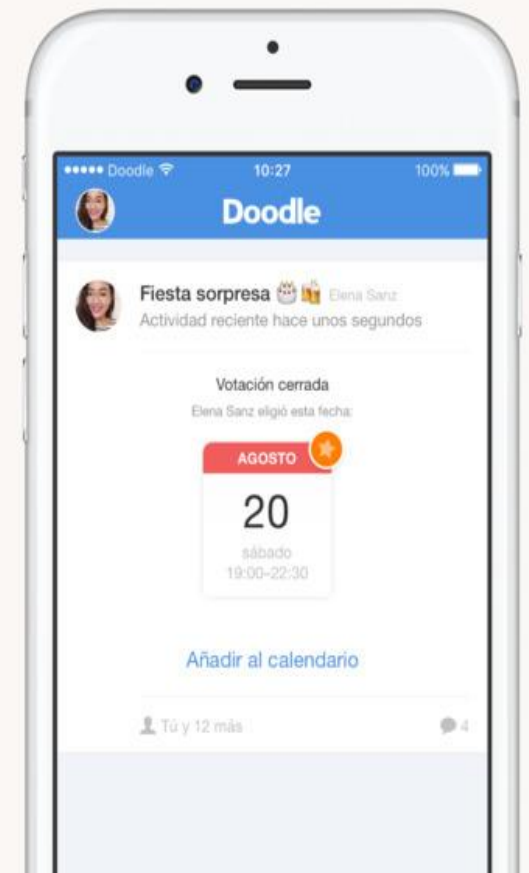 Doodle 10:27 100%
Doodle
Fiesta sorpresa 🎂🍻 Elena Sanz
Actividad reciente hace unos segundos
Votación cerrada
Elena Sanz eligió esta fecha:
AGOSTO
20
sábado
19:00–22:30
Añadir al calendario
Tú y 12 más 4